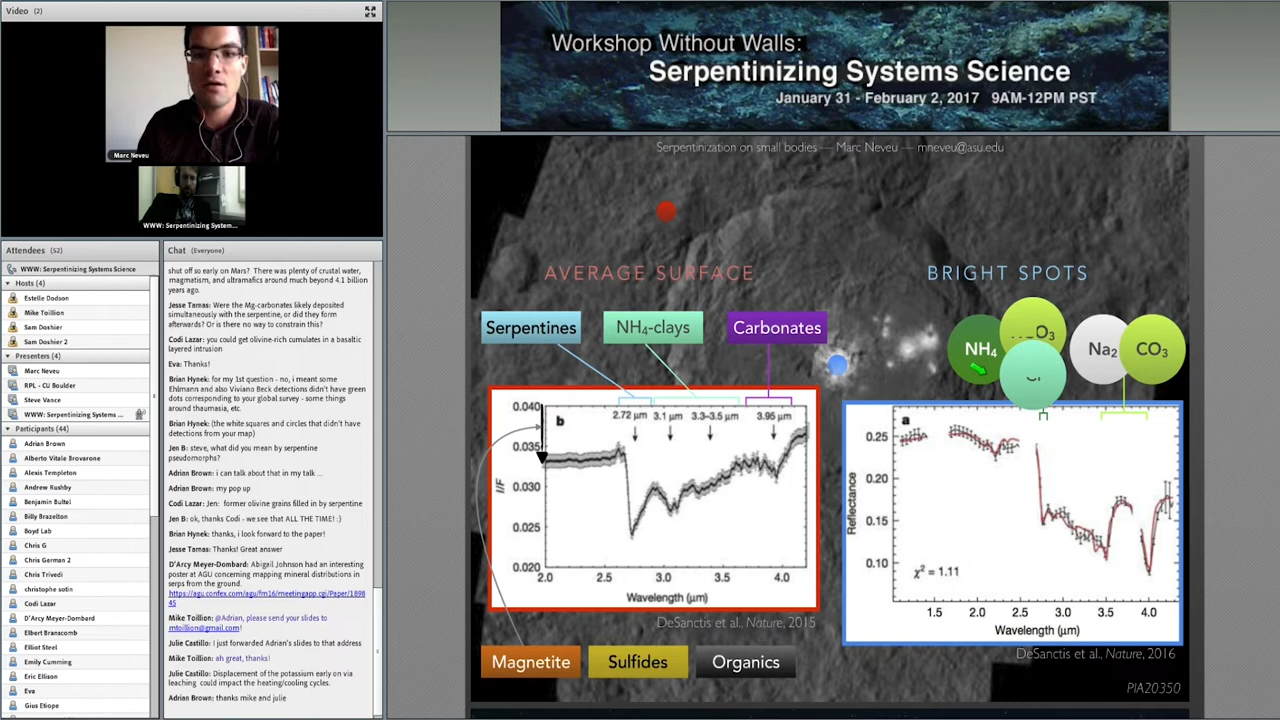 Video (2)
Marc Neveu
WWW: Serpentinizing System...
Attendees (52)
WWW: Serpentinizing Systems Science
Hosts (4)
Estelle Dodson
Mike Toillion
Sam Doshier
Sam Doshier 2
Presenters (4)
Marc Neveu
RPL - CU Boulder
Steve Vance
WWW: Serpentinizing Systems ...
Participants (44)
Adrian Brown
Alberto Vitale Brovarone
Alexis Templeton
Andrew Rushby
Benjamin Bultel
Billy Brazelton
Boyd Lab
Chris G
Chris German 2
Chris Trivedi
christophe sotin
Codi Lazar
D'Arcy Meyer-Dombard
Elbert Branscomb
Elliot Steel
Emily Cumming
Eric Ellison
Eva
Gius Etiope
Chat (Everyone)
shut off so early on Mars? There was plenty of crustal water,
magmatism, and ultramafics around much beyond 4.1 billion
years ago.
Jesse Tarnas: Were the Mg-carbonates likely deposited
simultaneously with the serpentine, or did they form
afterwards? Or is there no way to constrain this?
Codi Lazar: you could get olivine-rich cumulates in a basaltic
layered intrusion
Eva: Thanks!
Brian Hynek: for my 1st question - no, i meant some
Ehlmann and also Viviano Beck detections didn't have green
dots corresponding to your global survey - some things
around thaumasia, etc.
Brian Hynek: (the white squares and circles that didn't have
detections from your map)
Jen B: steve, what did you mean by serpentine
pseudomorphs?
Adrian Brown: i can talk about that in my talk ...
Adrian Brown: my pop up
Codi Lazar: Jen: former olivine grains filled in by serpentine
Jen B: ok, thanks Codi - we see that ALL THE TIME! :)
Brian Hynek: thanks, i look forward to the paper!
Jesse Tarnas: Thanks! Great answer
D'Arcy Meyer-Dombard: Abigail Johnson had an interesting
poster at AGU concerning mapping mineral distributions in
serps from the ground.
https://agu.confex.com/agu/fm16/meetingapp.cgi/Paper/1898
45
Mike Toillion: @Adrian, please send your slides to
mtoillion@gmail.com!
Julie Castillo: I just forwarded Adrian's slides to that address
Mike Toillion: ah great, thanks!
Julie Castillo: Displacement of the potassium early on via
leaching could impact the heating/cooling cycles.
Adrian Brown: thanks mike and julie
Workshop Without Walls:
Serpentinizing Systems Science
January 31 - February 2, 2017 9AM-12PM PST
Serpentinization on small bodies — Marc Neveu — mneveu@asu.edu
AVERAGE SURFACE
Serpentines NH4-clays Carbonates
0.040
0.035
0.030
0.025
0.020
I/F
b
2.72 µm 3.1 µm 3.3–3.5 µm 3.95 µm
2.0 2.5 3.0 3.5 4.0
Wavelength (µm)
DeSanctis et al., Nature, 2015
Magnetite Sulfides Organics
BRIGHT SPOTS
NH4 O3 Na2 CO3
a
0.25
0.20
0.15
0.10
Reflectance
χ² = 1.11
1.5 2.0 2.5 3.0 3.5 4.0
Wavelength (µm)
DeSanctis et al., Nature, 2016
PIA20350